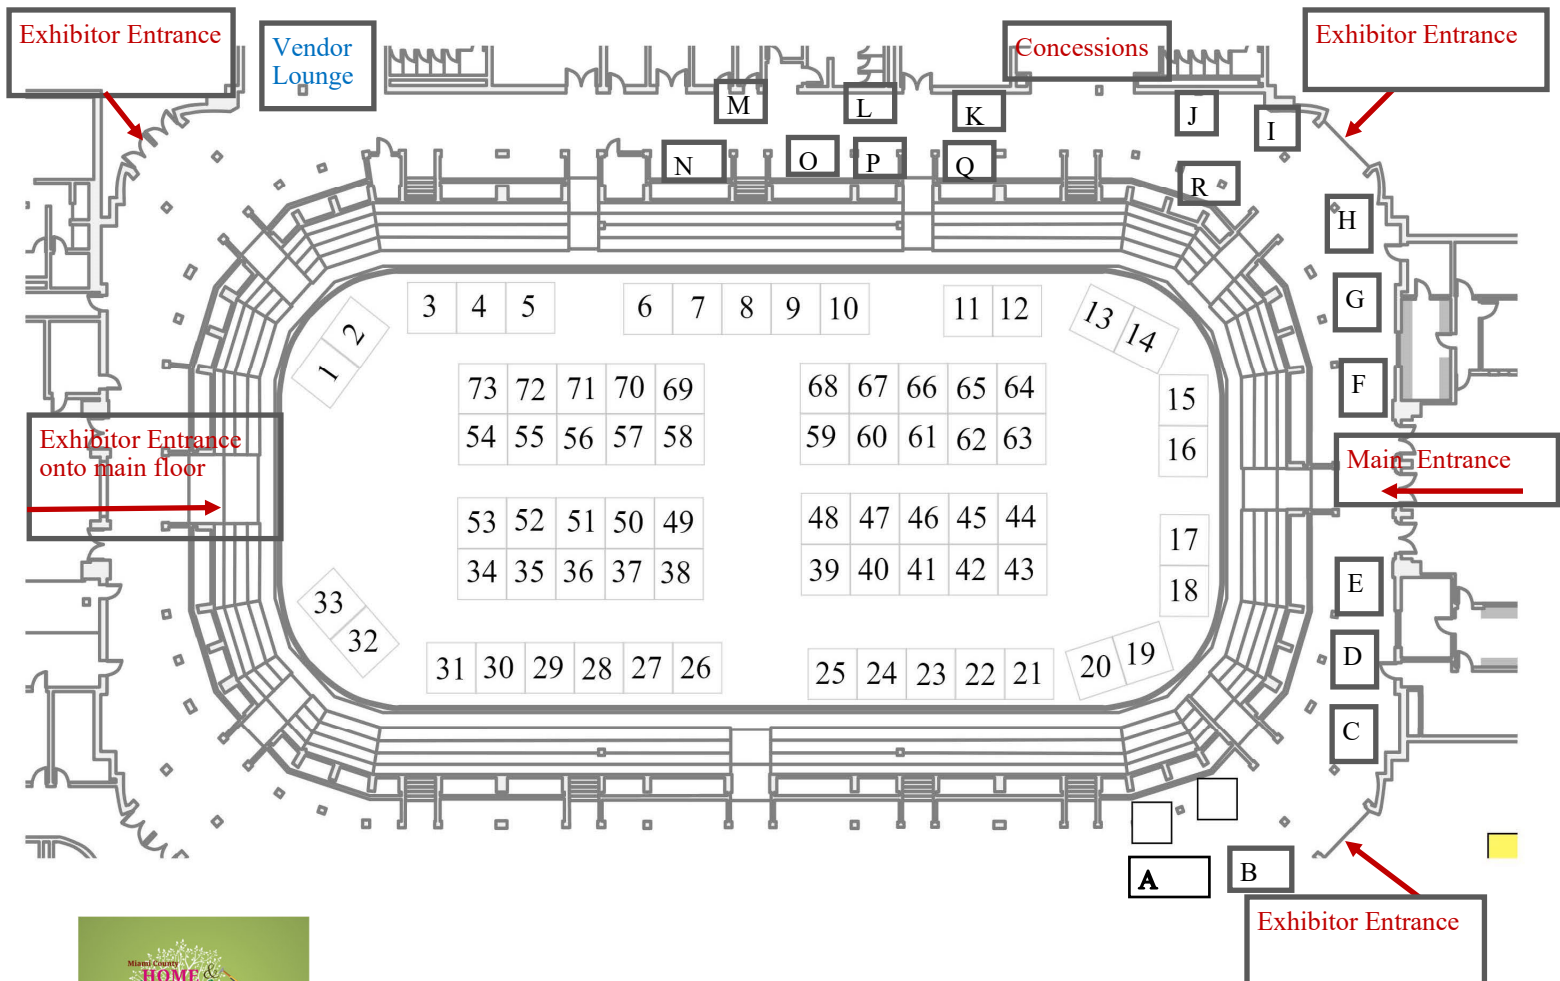 Exhibitor Entrance
Vendor
Lounge
Concessions
Exhibitor Entrance
M
L
K
J
I
N
O
P
Q
R
H
G
F
3 4 5
6 7 8 9 10
11 12
13 14
1 2
73 72 71 70 69
68 67 66 65 64
15
54 55 56 57 58
59 60 61 62 63
16
Exhibitor Entrance
onto main floor
Main Entrance
53 52 51 50 49
48 47 46 45 44
17
34 35 36 37 38
39 40 41 42 43
18
E
D
C
33
32
31 30 29 28 27 26
25 24 23 22 21
20 19
A
B
Exhibitor Entrance
Miami County
HOME &